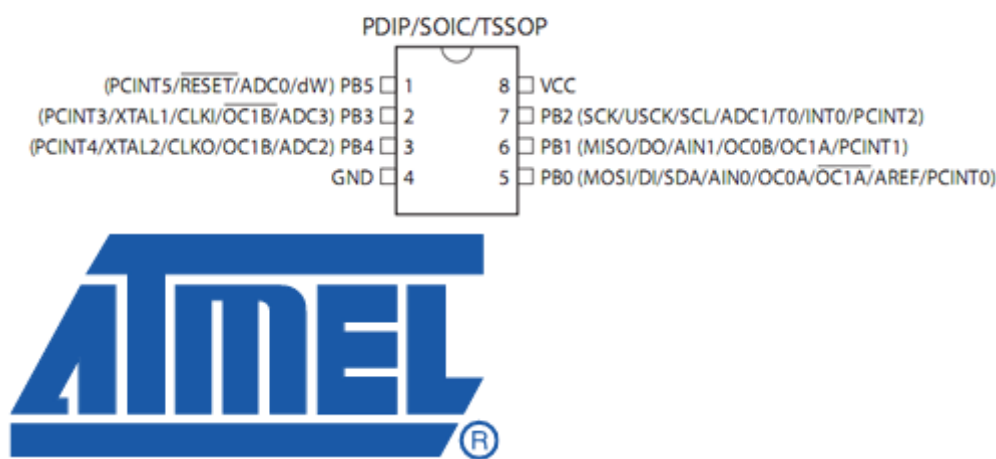 PDIP/SOIC/TSSOP
(PCINT5/RESET/ADC0/dW) PB5 1 8 VCC
(PCINT3/XTAL1/CLKI/OC1B/ADC3) PB3 2 7 PB2 (SCK/USCK/SCL/ADC1/T0/INT0/PCINT2)
(PCINT4/XTAL2/CLKO/OC1B/ADC2) PB4 3 6 PB1 (MISO/DO/AIN1/OC0B/OC1A/PCINT1)
GND 4 5 PB0 (MOSI/DI/SDA/AIN0/OC0A/OC1A/AREF/PCINT0)
ATMEL
®